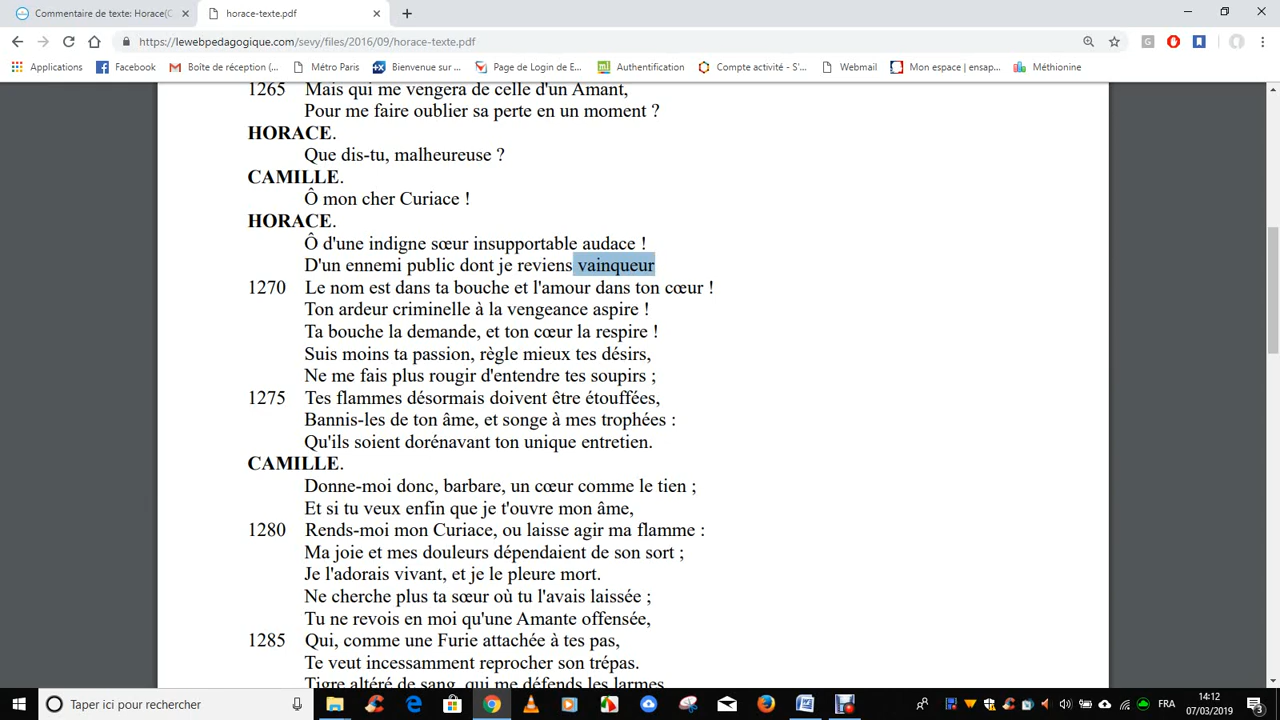 Commentaire de texte: Horace(C
horace-texte.pdf
https://lewebpedagogique.com/sevy/files/2016/09/horace-texte.pdf
Applications Facebook Boîte de réception (... Métro Paris Bienvenue sur ... Page de Login de E... Authentification Compte activité - S'... Webmail Mon espace | ensap... Méthionine
1265 Mais qui me vengera de celle d'un Amant,
Pour me faire oublier sa perte en un moment ?
HORACE.
Que dis-tu, malheureuse ?
CAMILLE.
Ô mon cher Curiace !
HORACE.
Ô d'une indigne sœur insupportable audace !
D'un ennemi public dont je reviens vainqueur
1270 Le nom est dans ta bouche et l'amour dans ton cœur !
Ton ardeur criminelle à la vengeance aspire !
Ta bouche la demande, et ton cœur la respire !
Suis moins ta passion, règle mieux tes désirs,
Ne me fais plus rougir d'entendre tes soupirs ;
1275 Tes flammes désormais doivent être étouffées,
Bannis-les de ton âme, et songe à mes trophées :
Qu'ils soient dorénavant ton unique entretien.
CAMILLE.
Donne-moi donc, barbare, un cœur comme le tien ;
Et si tu veux enfin que je t'ouvre mon âme,
1280 Rends-moi mon Curiace, ou laisse agir ma flamme :
Ma joie et mes douleurs dépendaient de son sort ;
Je l'adorais vivant, et je le pleure mort.
Ne cherche plus ta sœur où tu l'avais laissée ;
Tu ne revois en moi qu'une Amante offensée,
1285 Qui, comme une Furie attachée à tes pas,
Te veut incessamment reprocher son trépas.
Tigre altéré de sang, qui me défends les larmes,
Taper ici pour rechercher
FRA
14:12
07/03/2019
3